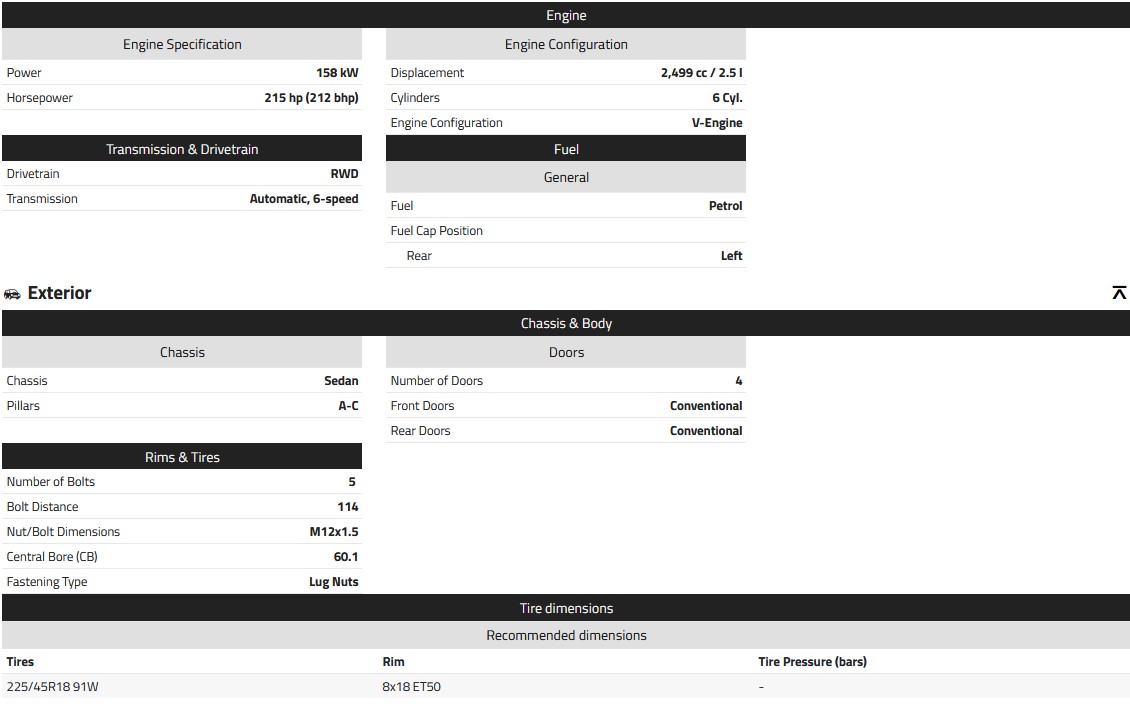 Engine
Engine Specification
Power 158 kW
Horsepower 215 hp (212 bhp)
Engine Configuration
Displacement 2,499 cc / 2.5 l
Cylinders 6 Cyl.
Engine Configuration V-Engine
Transmission & Drivetrain
Drivetrain RWD
Transmission Automatic, 6-speed
Fuel
General
Fuel Petrol
Fuel Cap Position
Rear Left
Exterior
Chassis & Body
Chassis
Chassis Sedan
Pillars A-C
Doors
Number of Doors 4
Front Doors Conventional
Rear Doors Conventional
Rims & Tires
Number of Bolts 5
Bolt Distance 114
Nut/Bolt Dimensions M12x1.5
Central Bore (CB) 60.1
Fastening Type Lug Nuts
Tire dimensions
Recommended dimensions
Tires Rim Tire Pressure (bars)
225/45R18 91W 8x18 ET50 -